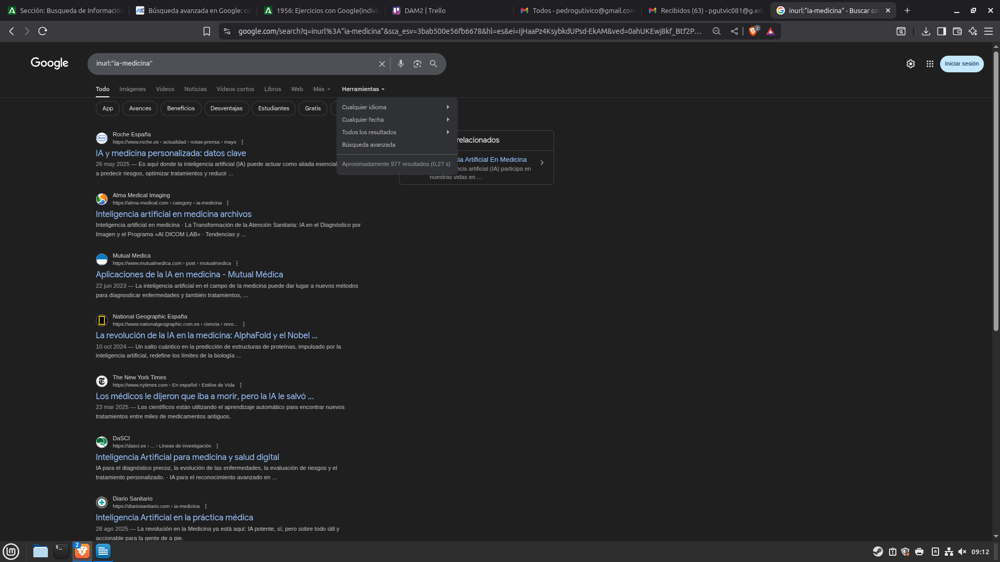 Sección: Busqueda de Información
Búsqueda avanzada en Google: co
1956: Ejercicios con Google(Indivi
DAM2 | Trello
Todos - pedrogutivico@gmail.com
Recibidos (63) - pgutvic081@g.ed
inurl:"ia-medicina" - Buscar co
google.com/search?q=inurl%3A"ia-medicina"&sca_esv=3bab500e56fb6678&hl=es&ei=IjHaaPz4KsybkdUPsd-EkAM&ved=0ahUKEwj8kf_Btf2P...
2
Google
inurl:"ia-medicina"
Iniciar sesión
Todo
Imágenes
Vídeos
Noticias
Vídeos cortos
Libros
Web
Más
Herramientas
App
Avances
Beneficios
Desventajas
Estudiantes
Gratis
Cualquier idioma
Cualquier fecha
Todos los resultados
Búsqueda avanzada
Aproximadamente 977 resultados (0,27 s)
Roche España
https://www.roche.es › actualidad › notas-prensa › mayo
IA y medicina personalizada: datos clave
26 may 2025 — Es aquí donde la inteligencia artificial (IA) puede actuar como aliada esencial
a predecir riesgos, optimizar tratamientos y reducir ...
relacionados
cia Artificial En Medicina
ncia artificial (IA) participa en
nuestras vidas en ...
Alma Medical Imaging
https://alma-medical.com › category › ia-medicina
Inteligencia artificial en medicina archivos
Inteligencia artificial en medicina · La Transformación de la Atención Sanitaria: IA en el Diagnóstico por
Imagen y el Programa «AI DICOM LAB» · Tendencias y ...
Mutual Medica
https://www.mutualmedica.com › post › mutualmedica
Aplicaciones de la IA en medicina - Mutual Médica
22 jun 2023 — La inteligencia artificial en el campo de la medicina puede dar lugar a nuevos métodos
para diagnosticar enfermedades y también tratamientos, ...
National Geographic España
https://www.nationalgeographic.com.es › ciencia › revo...
La revolución de la IA en la medicina: AlphaFold y el Nobel ...
10 oct 2024 — Un salto cuántico en la predicción de estructuras de proteínas, impulsado por la
inteligencia artificial, redefine los límites de la biología ...
The New York Times
https://www.nytimes.com › En español › Estilos de Vida
Los médicos le dijeron que iba a morir, pero la IA le salvó ...
23 mar 2025 — Los científicos están utilizando el aprendizaje automático para encontrar nuevos
tratamientos entre miles de medicamentos antiguos.
DaSCI
https://dasci.es › ... › Líneas de investigación
Inteligencia Artificial para medicina y salud digital
IA para el diagnóstico precoz, la evolución de las enfermedades, la evaluación de riesgos y el
tratamiento personalizado. · IA para el reconocimiento avanzado en ...
Diario Sanitario
https://diariosanitario.com › ia-medicina
Inteligencia Artificial en la práctica médica
28 ago 2025 — La revolución en la Medicina ya está aquí: IA potente, sí, pero sobre todo útil y
accionable para la gente de a pie.
2
09:12